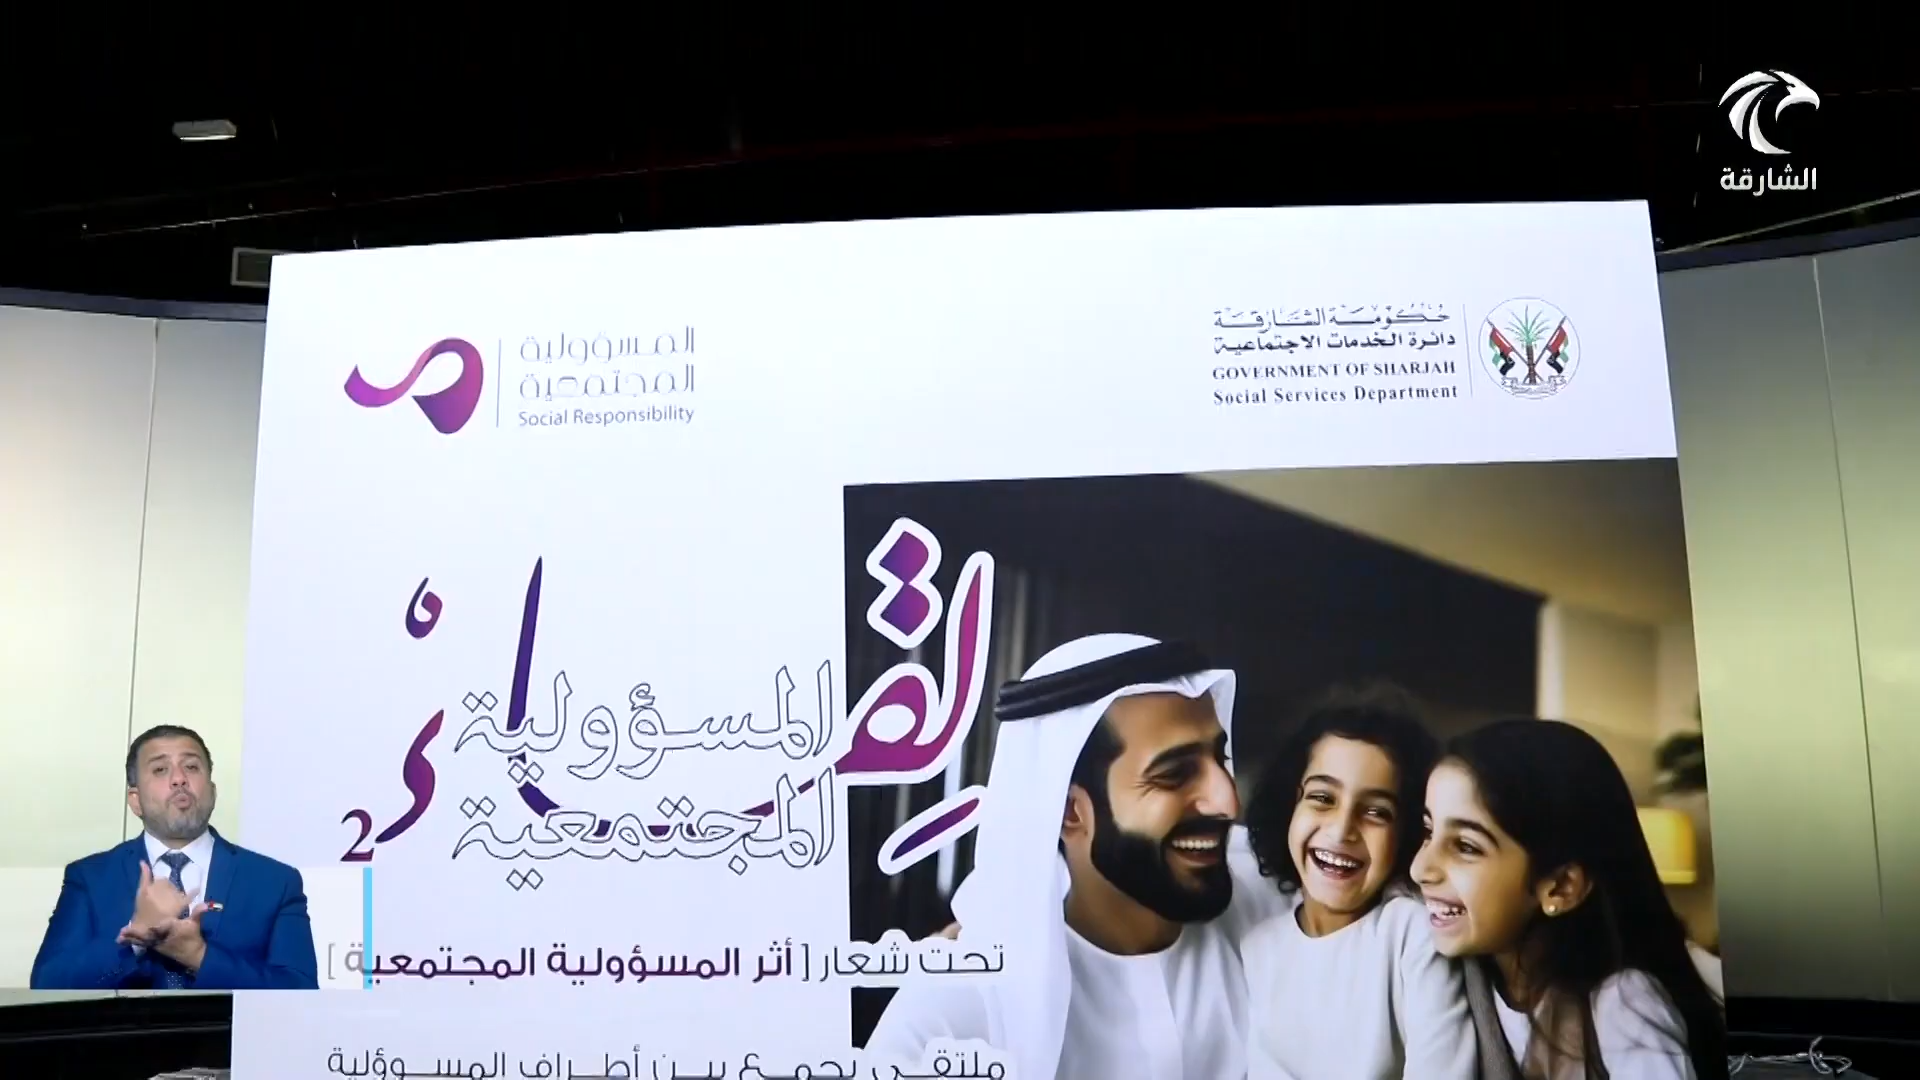 الشارقة
حكومة الشارقة
دائرة الخدمات الاجتماعية
GOVERNMENT OF SHARJAH
Social Services Department
المسؤولية
المجتمعية
Social Responsibility
لقاء
المسؤولية
المجتمعية
2
تحت شعار [أثر المسؤولية المجتمعية]
ملتقى يجمع بين أطراف المسؤولية